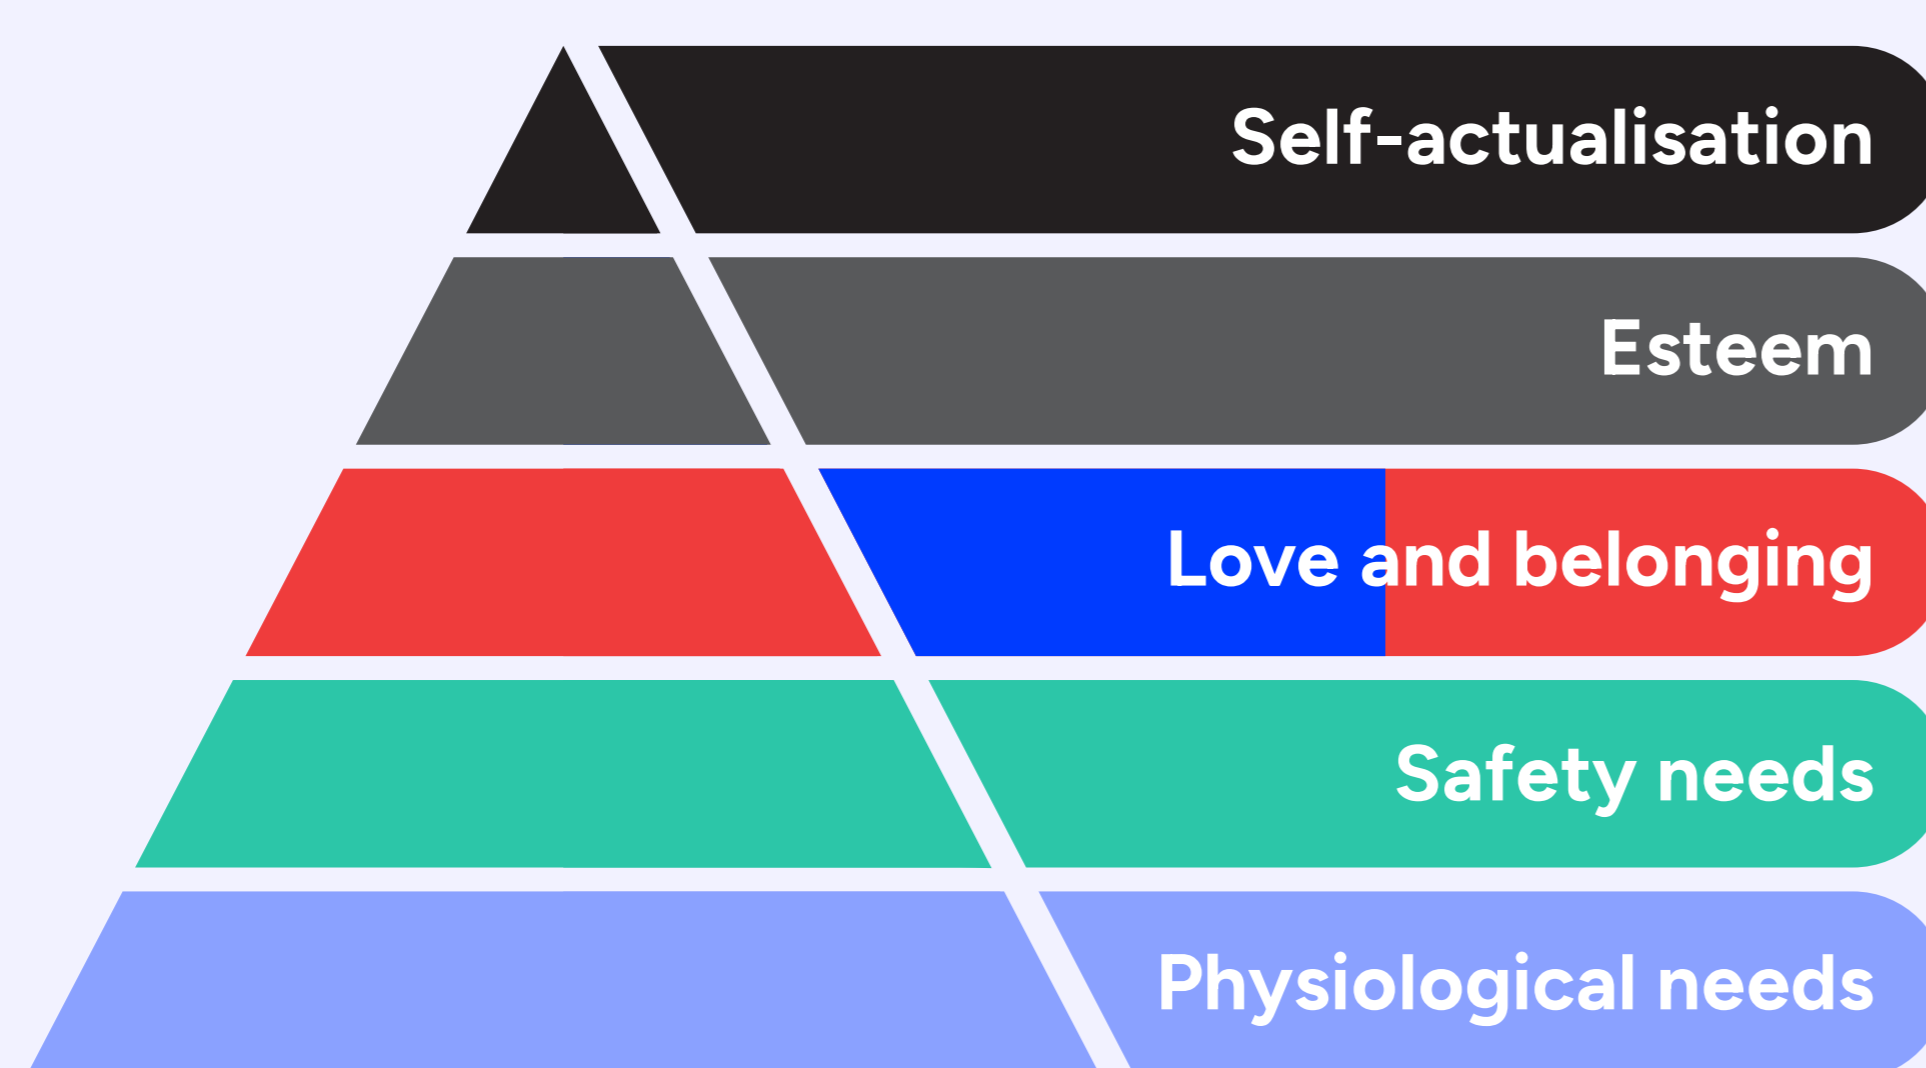 Self-actualisation
Esteem
Love and belonging
Safety needs
Physiological needs